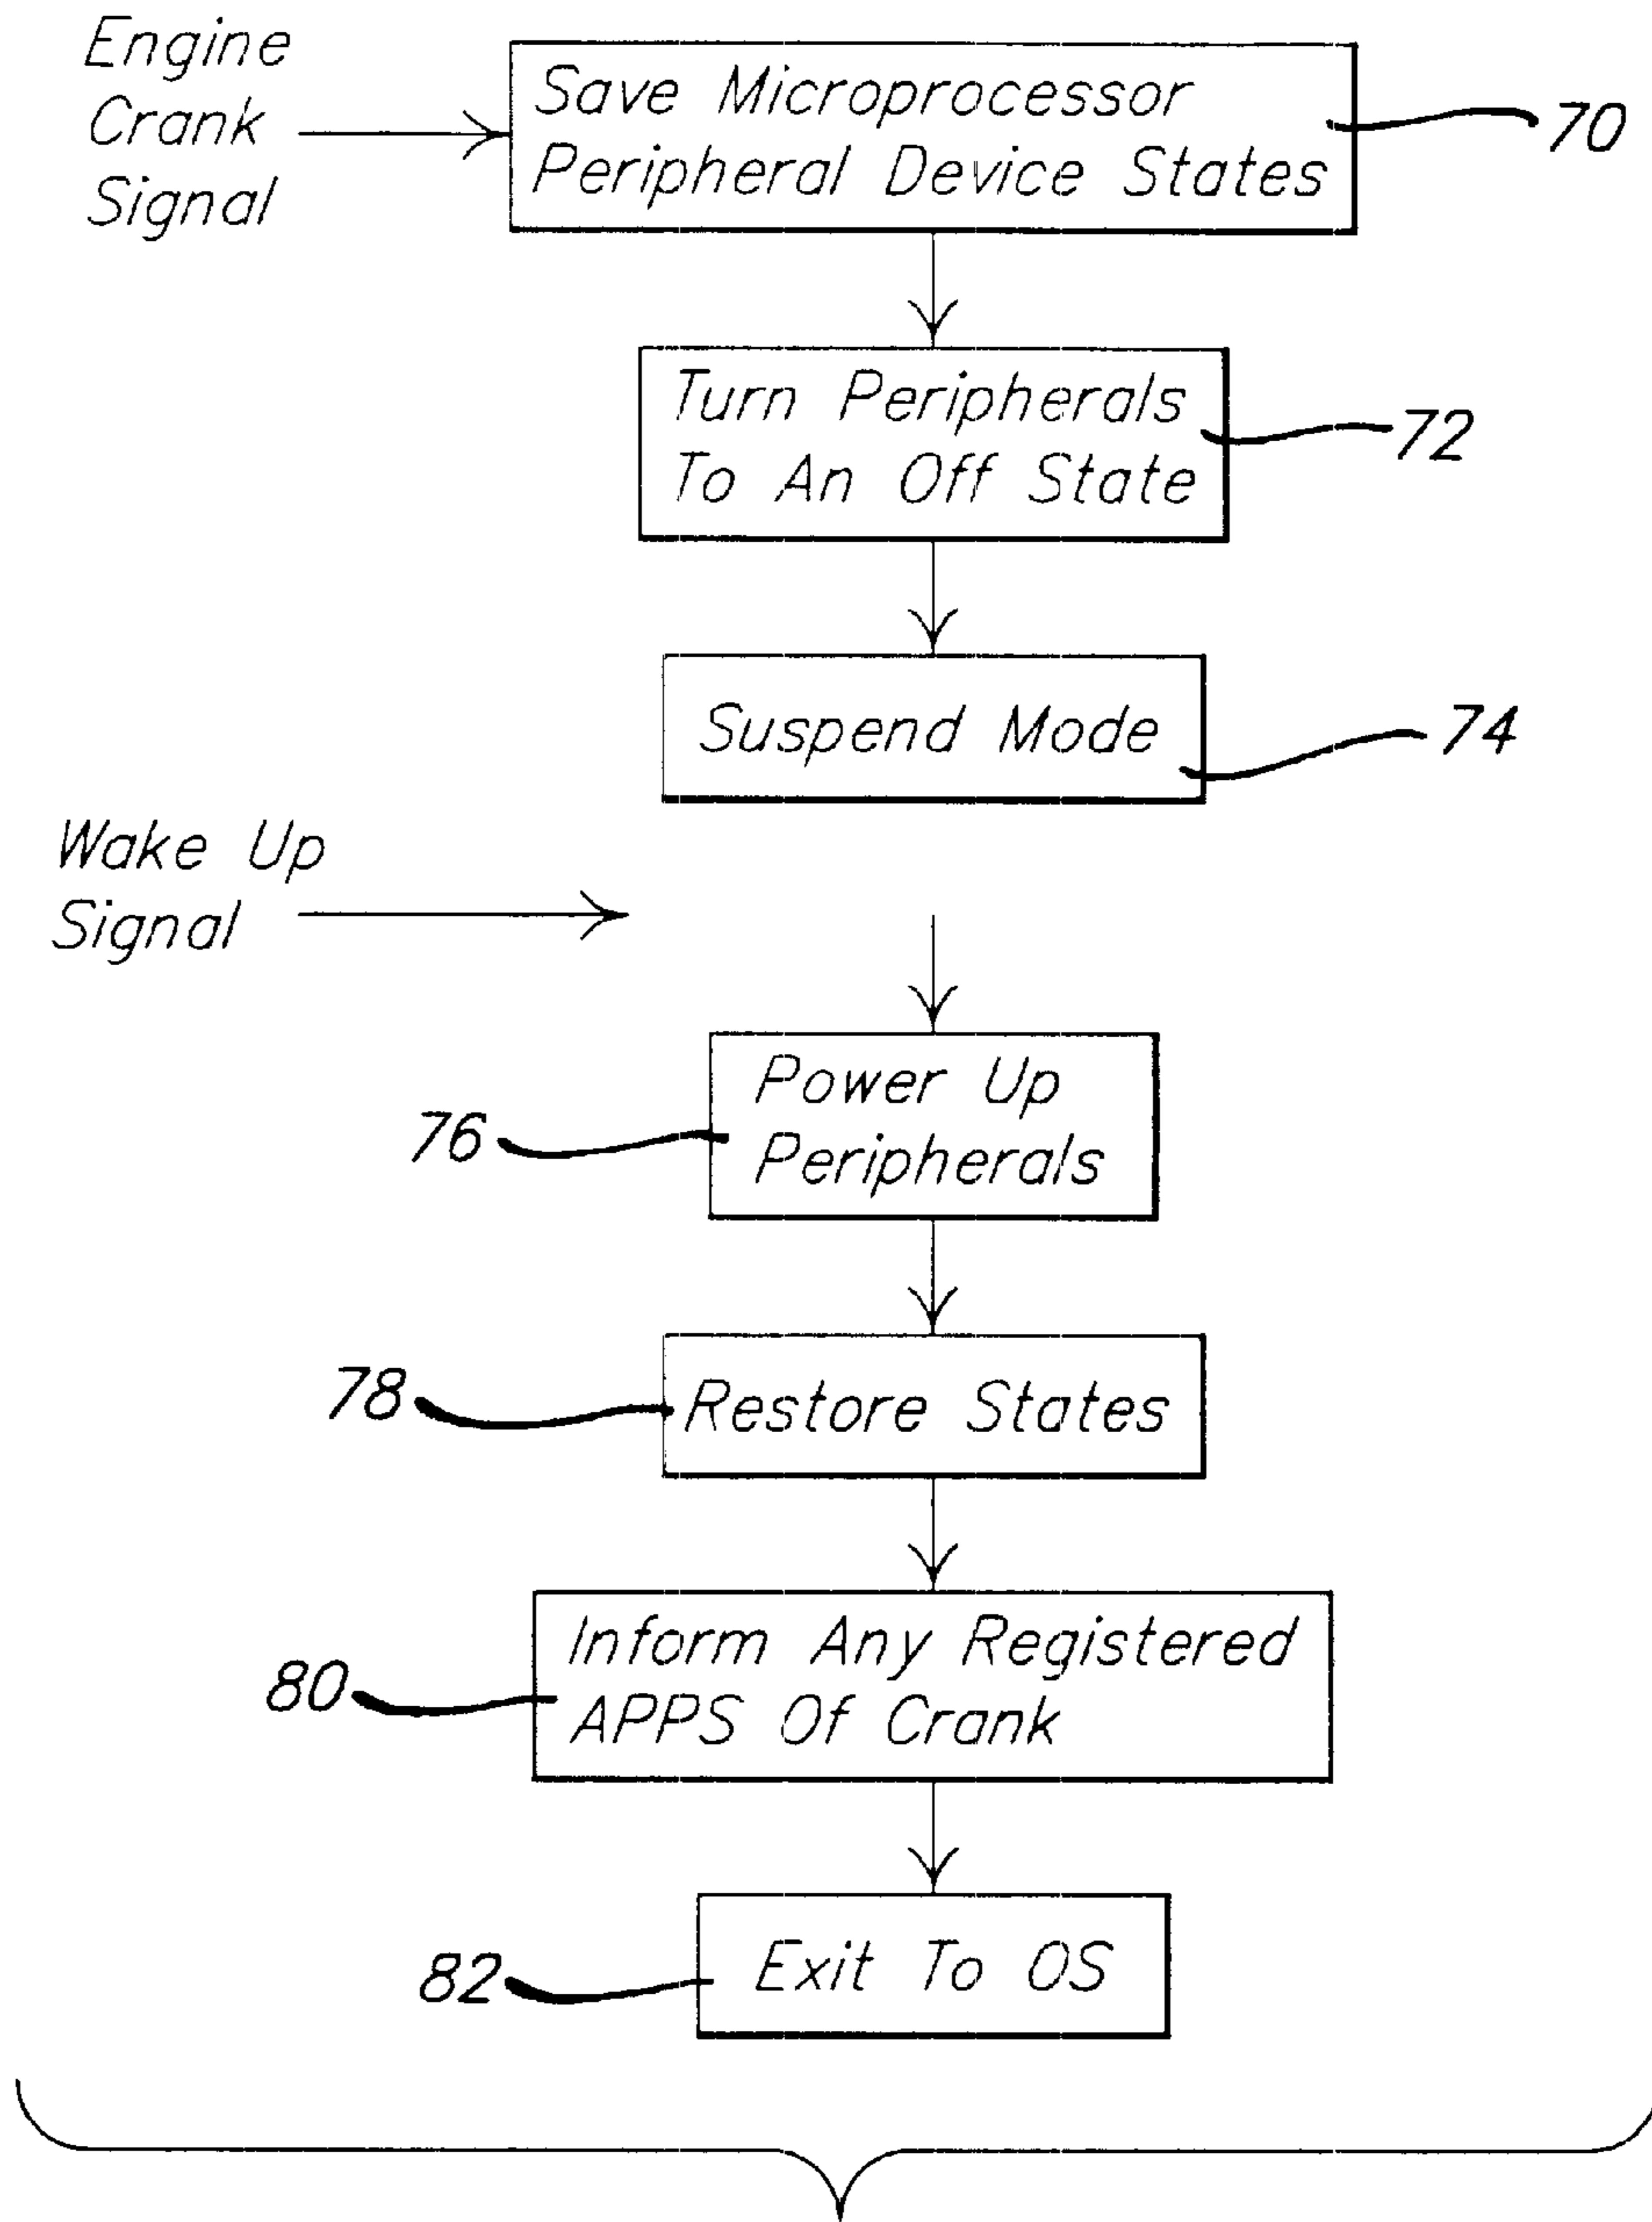 Engine
Crank
Signal
Save Microprocessor
Peripheral Device States
70
Turn Peripherals
To An Off State
72
Suspend Mode
74
Wake Up
Signal
Power Up
Peripherals
76
Restore States
78
Inform Any Registered
APPS Of Crank
80
Exit To OS
82